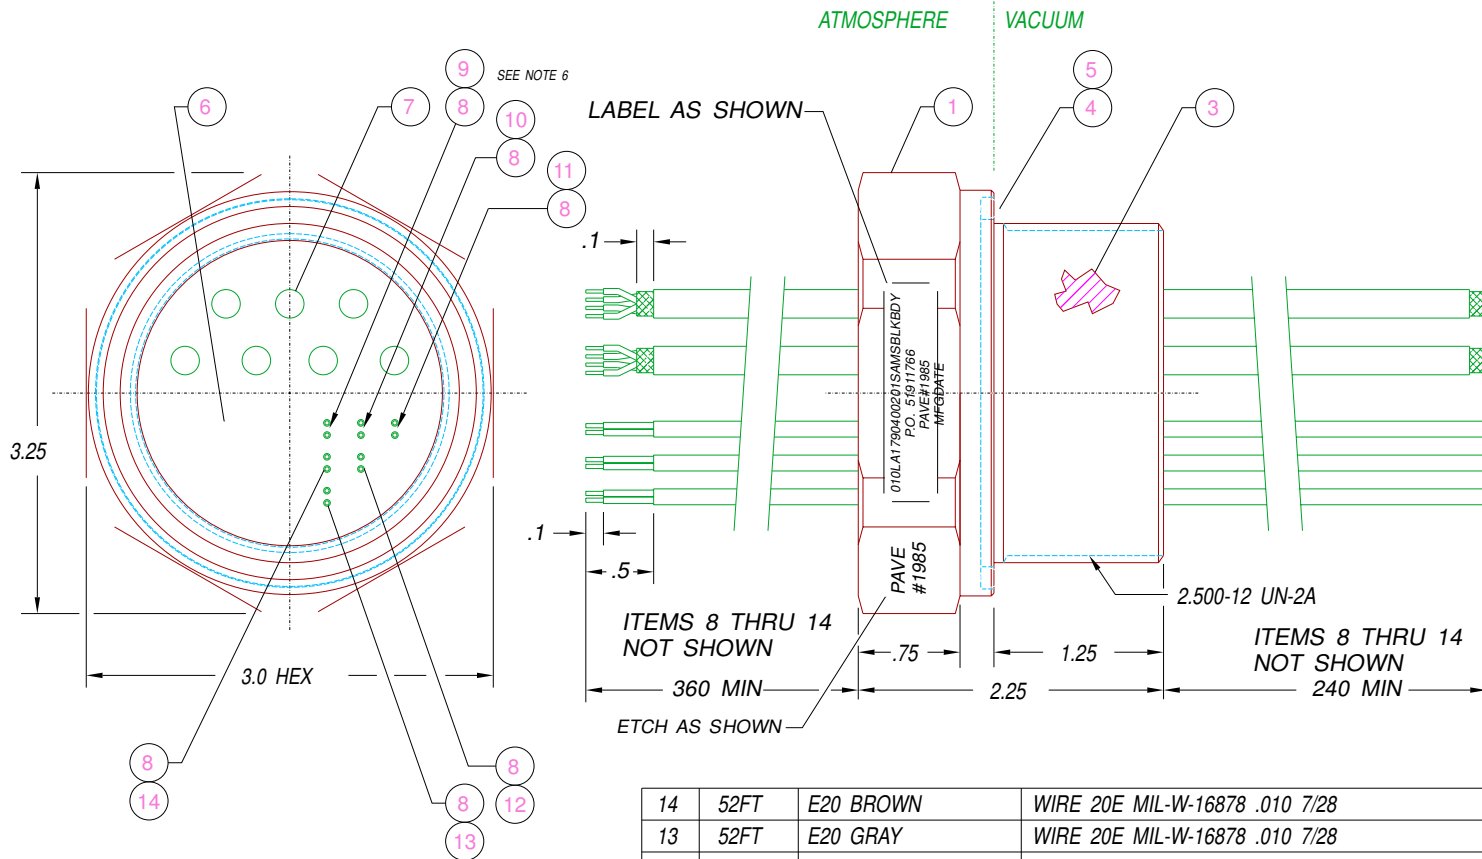 ATMOSPHERE
VACUUM
9
SEE NOTE 6
8
10
8
11
8
6
7
LABEL AS SHOWN
1
5
4
3
.1
3.25
3.0 HEX
010LA1790400201SAMSBLKBDY
P.O. 51911766
PAVE#1985
MFGDATE
PAVE
#1985
.1
.5
2.500-12 UN-2A
ITEMS 8 THRU 14
NOT SHOWN
ITEMS 8 THRU 14
NOT SHOWN
.75
1.25
360 MIN
2.25
240 MIN
ETCH AS SHOWN
8
14
8
13
8
12
14 52FT E20 BROWN WIRE 20E MIL-W-16878 .010 7/28
13 52FT E20 GRAY WIRE 20E MIL-W-16878 .010 7/28